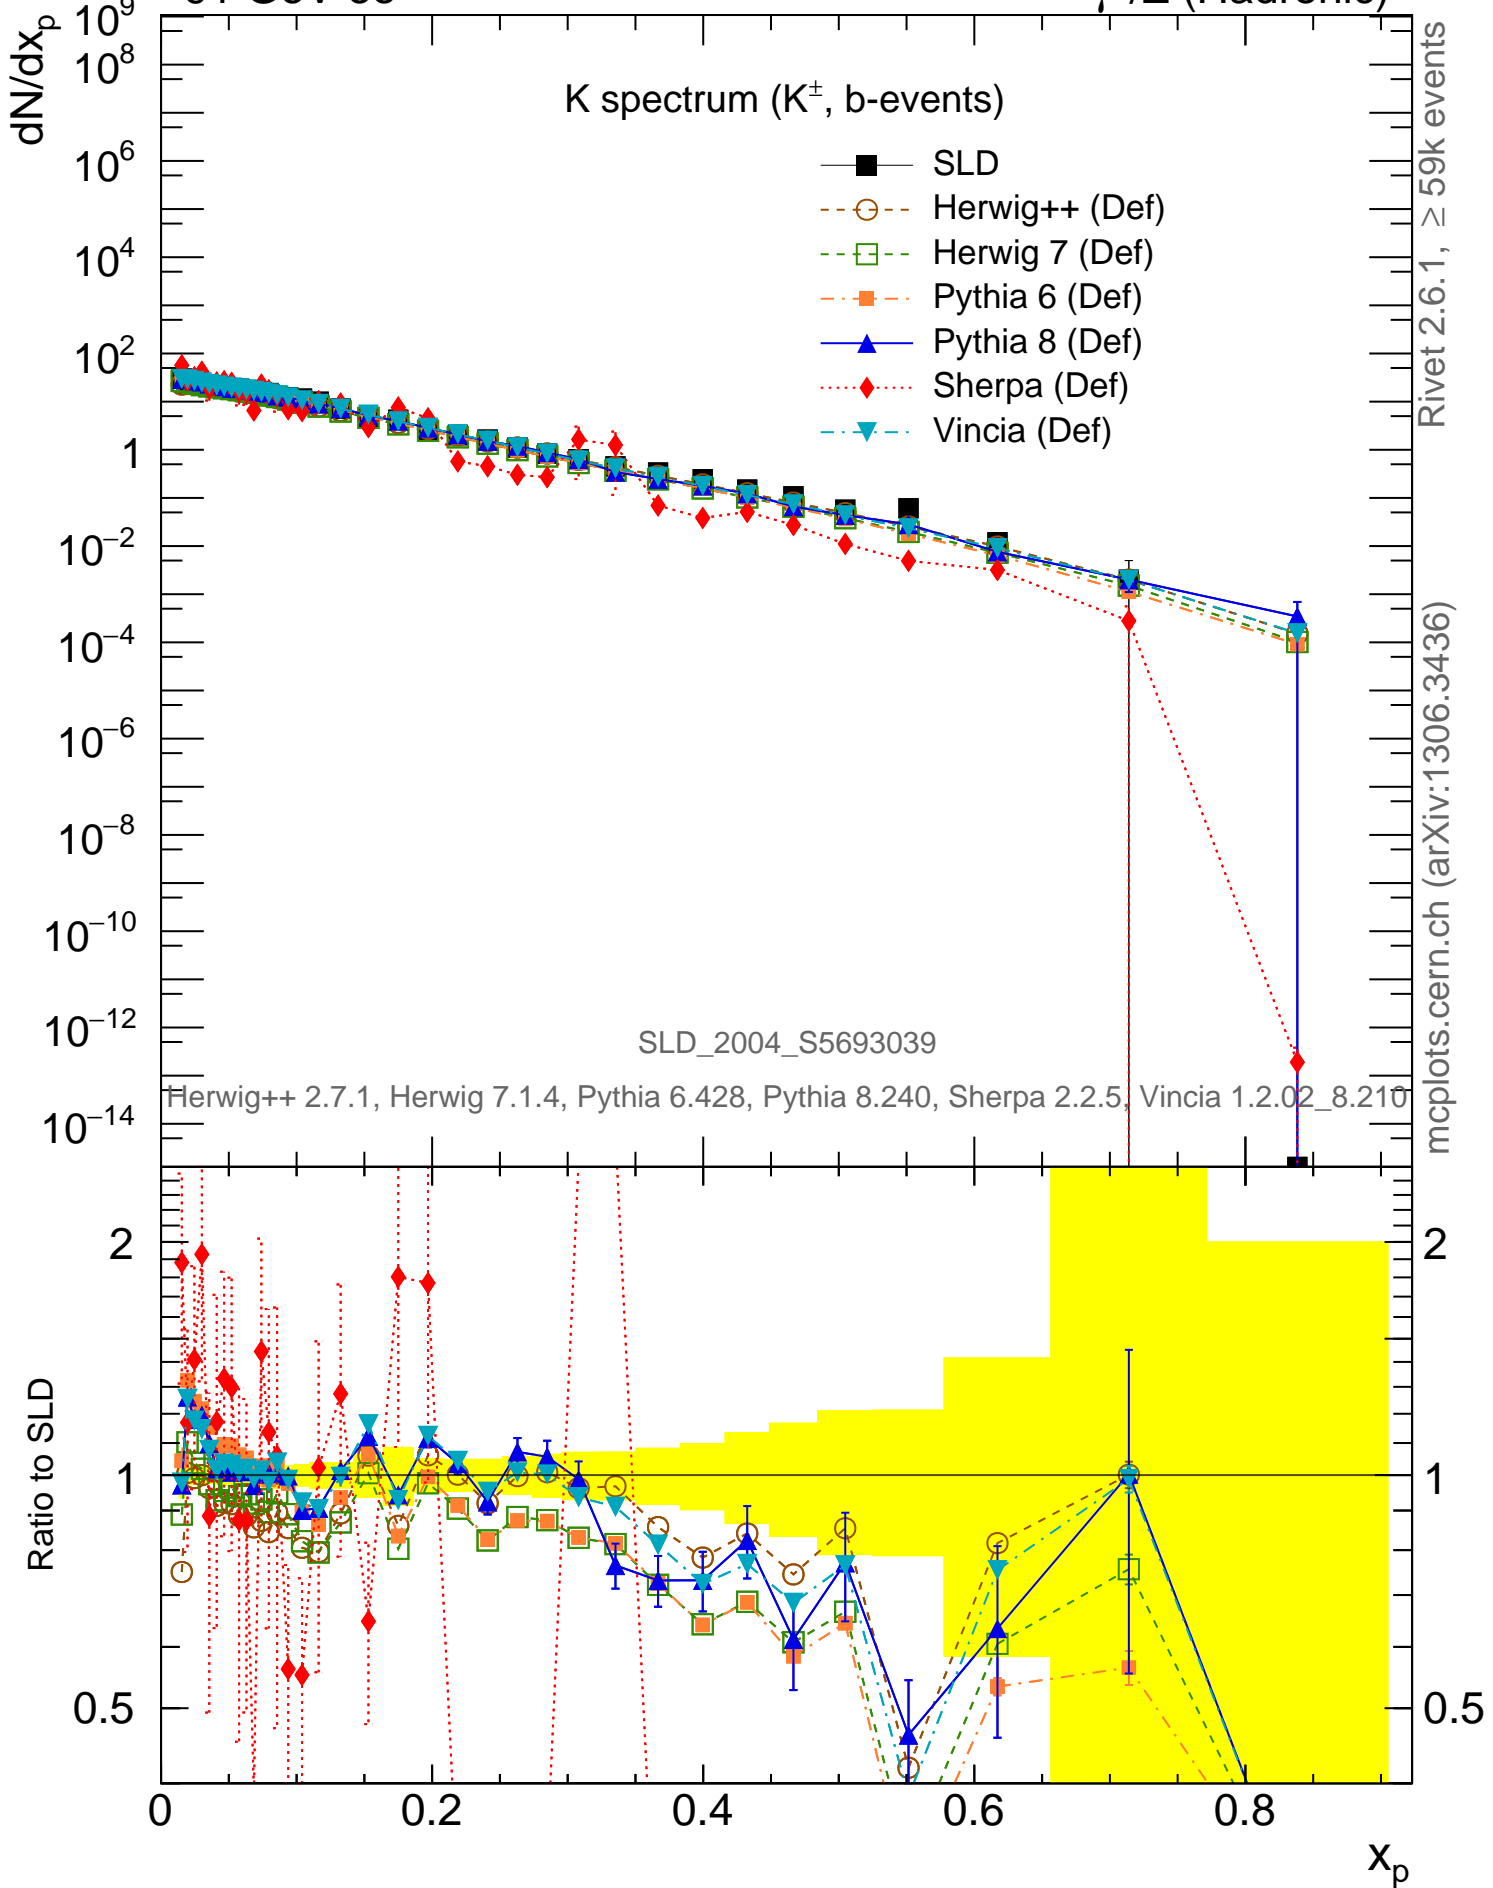 dN/dx_p
10^9
10^8
10^6
10^4
10^2
1
10^−2
10^−4
10^−6
10^−8
10^−10
10^−12
10^−14
K spectrum (K^±, b-events)
SLD
Herwig++ (Def)
Herwig 7 (Def)
Pythia 6 (Def)
Pythia 8 (Def)
Sherpa (Def)
Vincia (Def)
SLD_2004_S5693039
Herwig++ 2.7.1, Herwig 7.1.4, Pythia 6.428, Pythia 8.240, Sherpa 2.2.5, Vincia 1.2.02_8.210
Rivet 2.6.1, ≥ 59k events
mcplots.cern.ch (arXiv:1306.3436)
Ratio to SLD
2
1
0.5
2
1
0.5
0
0.2
0.4
0.6
0.8
x_p